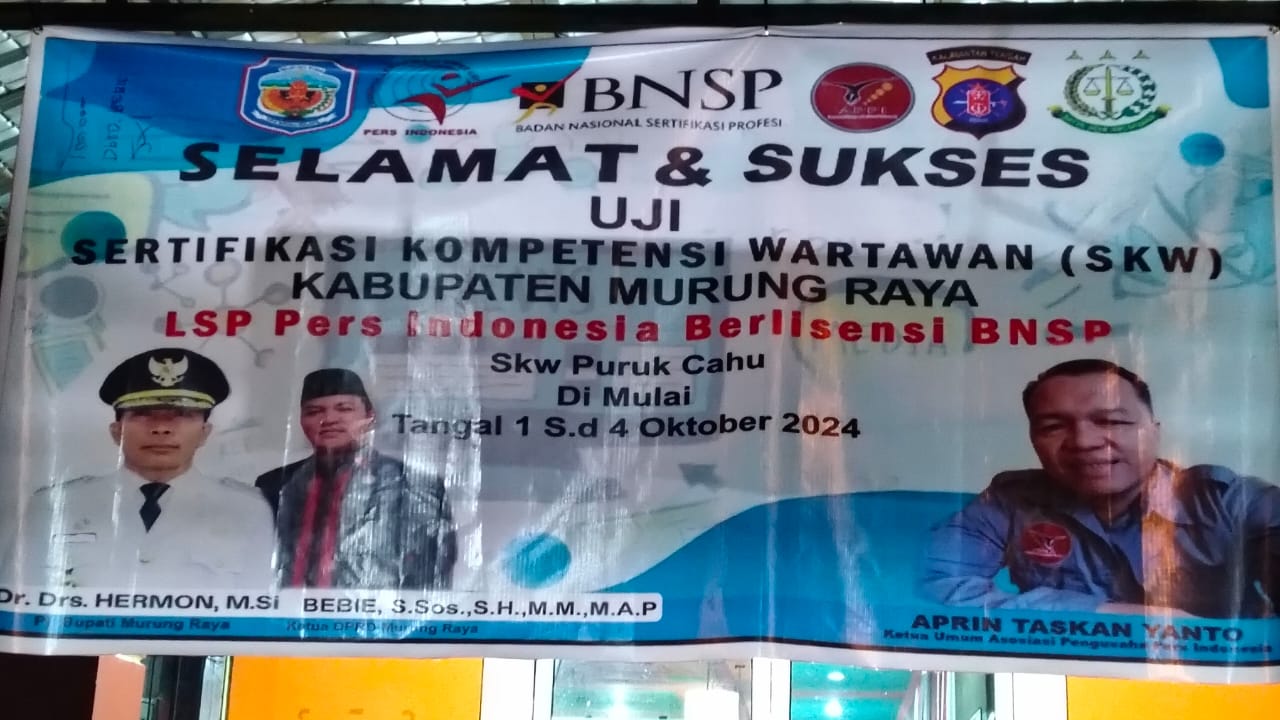 PERS INDONESIA
BNSP
BADAN NASIONAL SERTIFIKASI PROFESI
KALIMANTAN TENGAH
SELAMAT & SUKSES
UJI
SERTIFIKASI KOMPETENSI WARTAWAN (SKW)
KABUPATEN MURUNG RAYA
LSP Pers Indonesia Berlisensi BNSP
Skw Puruk Cahu
Di Mulai
Tangal 1 S.d 4 Oktober 2024
Dr. Drs. HERMON, M.Si
Bupati Murung Raya
BEBIE, S.Sos.,S.H.,M.M.,M.A.P
Ketua DPRD Murung Raya
APRIN TASKAN YANTO
Ketua Umum Asosiasi Pengusaha Pers Indonesia